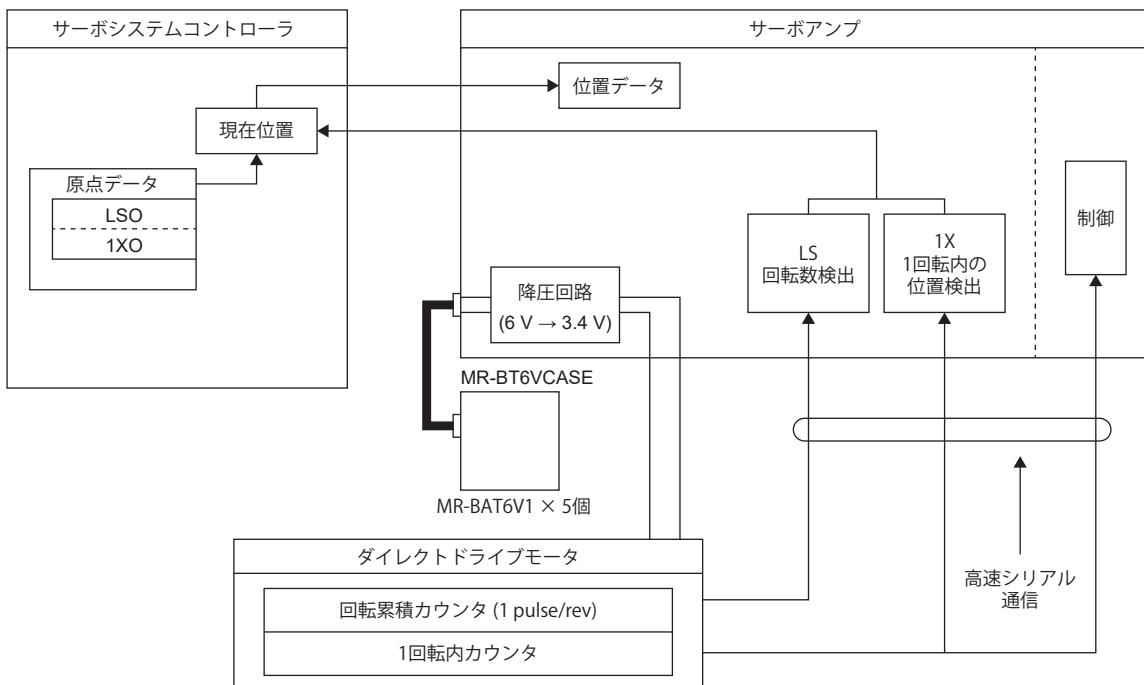 サーボシステムコントローラ
サーボアンプ
位置データ
現在位置
原点データ
LSO
1XO
LS
回転数検出
1X
1回転内の
位置検出
制御
降圧回路
(6 V → 3.4 V)
MR-BT6VCASE
MR-BAT6V1 × 5個
ダイレクトドライブモータ
回転累積カウンタ (1 pulse/rev)
1回転内カウンタ
高速シリアル
通信